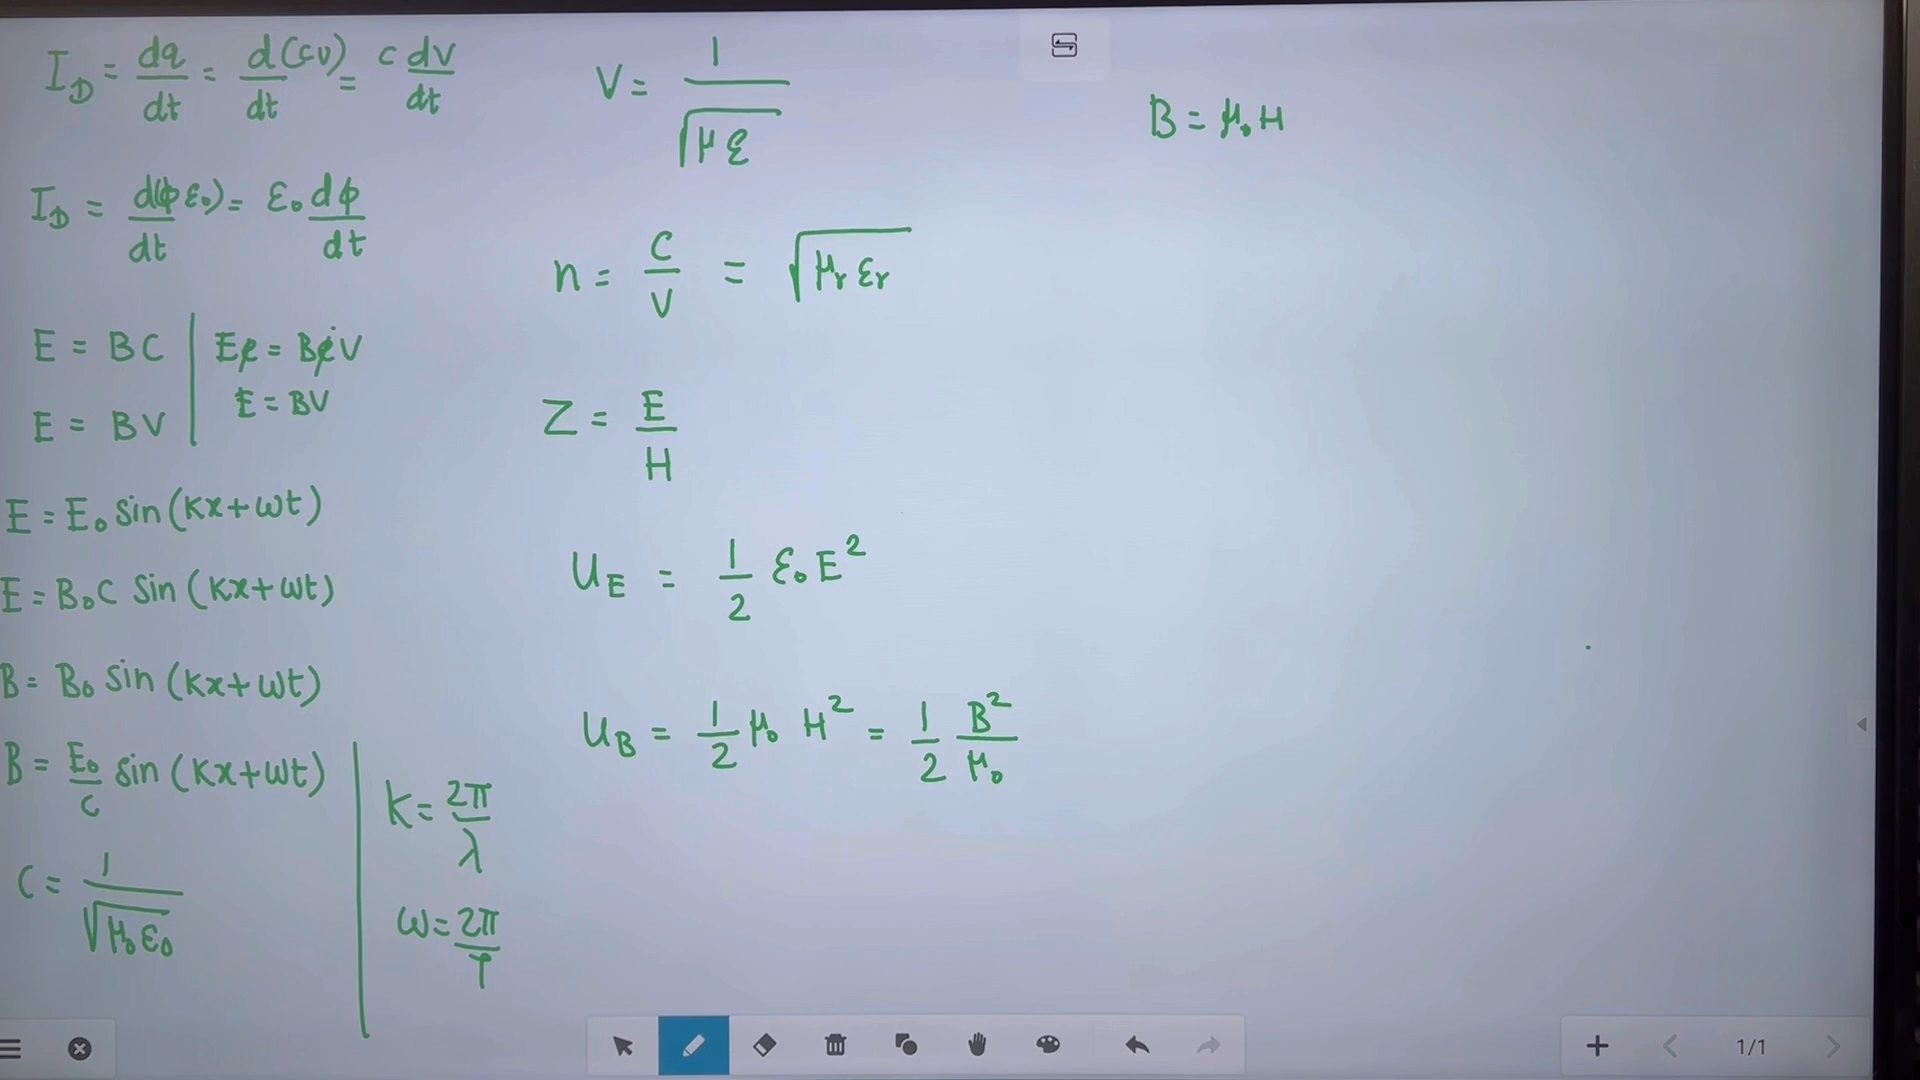 I_D = dq/dt = d(CV)/dt = C dV/dt
I_D = d(ϕε₀)/dt = ε₀ dϕ/dt
E = BC
E = BV
Eℓ = BℓV
E = BV
E = E₀ sin(Kx+ωt)
E = B₀C sin(Kx+ωt)
B = B₀ sin(Kx+ωt)
B = E₀/C sin(Kx+ωt)
C = 1/√μ₀ε₀
K = 2π/λ
ω = 2π/T
V = 1/√με
n = C/V = √μᵣεᵣ
Z = E/H
U_E = 1/2 ε₀E²
U_B = 1/2 μ₀ H² = 1/2 B²/μ₀
B = μ₀H
1/1